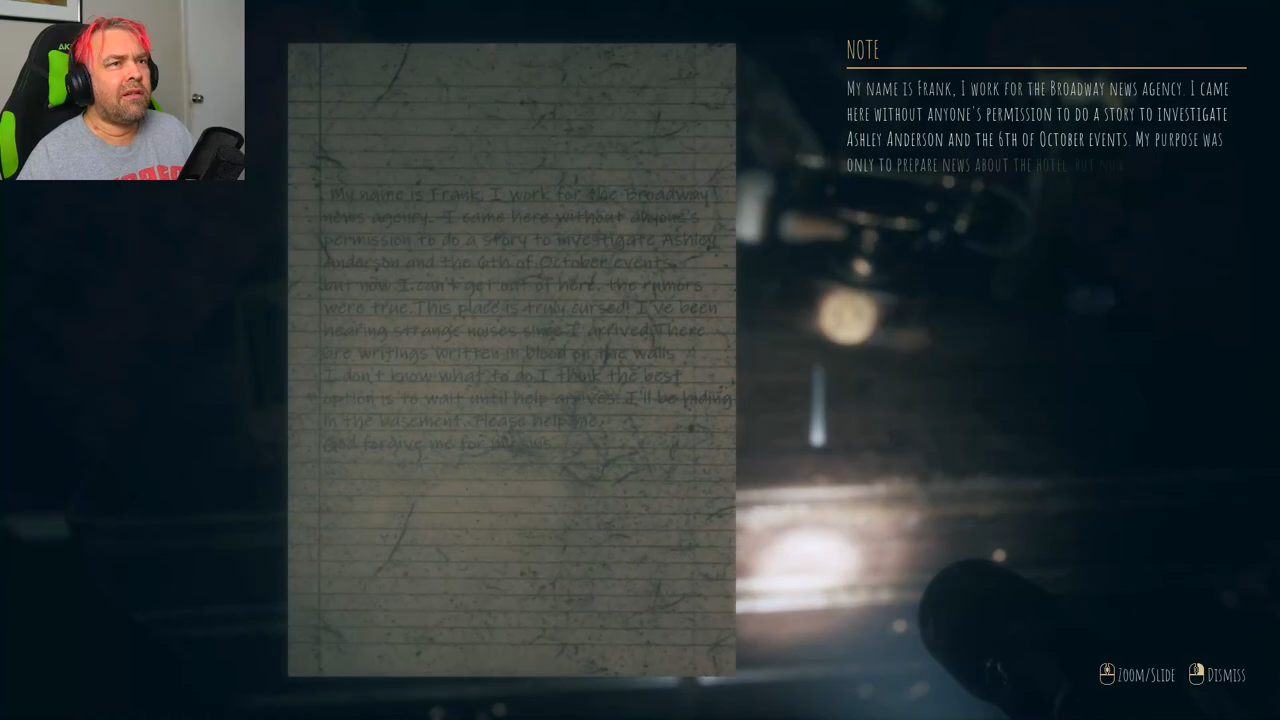 NOTE
MY NAME IS FRANK, I WORK FOR THE BROADWAY NEWS AGENCY. I CAME
HERE WITHOUT ANYONE'S PERMISSION TO DO A STORY TO INVESTIGATE
ASHLEY ANDERSON AND THE 6TH OF OCTOBER EVENTS. MY PURPOSE WAS
ONLY TO PREPARE NEWS ABOUT THE HOTEL, BUT NOW
My name is Frank, I work for the Broadway
news agency. I came here without anyone's
permission to do a story to investigate Ashley
Anderson and the 6th of October events.
but now I can't get out of here. the rumors
were true. This place is truly cursed! I've been
hearing strange noises since I arrived. There
are writings written in blood on the walls
I don't know what to do. I think the best
option is to wait until help arrives. I'll be hiding
in the basement. Please help me.
God forgive me for my sins.
ZOOM/SLIDE DISMISS